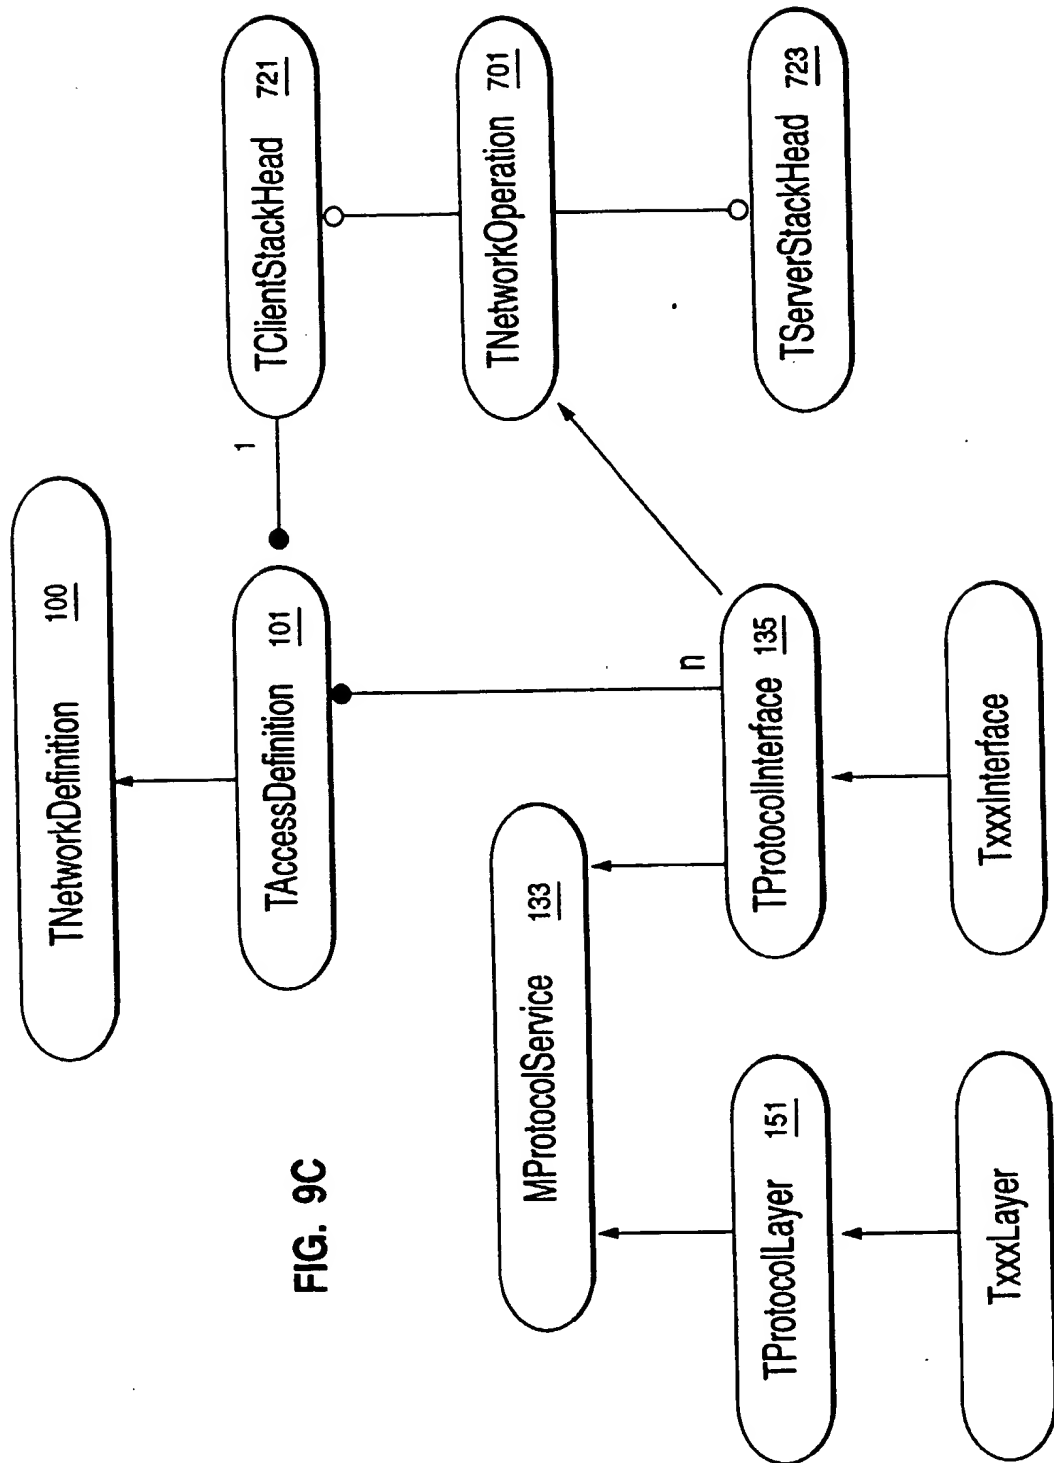 TNetworkDefinition 100
TAccessDefinition 101
1
TClientStackHead 721
TNetworkOperation 701
TServerStackHead 723
MProtocolService 133
n
TProtocolLayer 151
TProtocolInterface 135
TxxxLayer
TxxxInterface
FIG. 9C